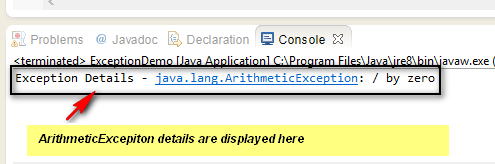 Problems @ Javadoc Declaration Console
<terminated> ExceptionDemo [Java Application] C:\Program Files\Java\jre8\bin\javaw.exe (
Exception Details - java.lang.ArithmeticException: / by zero
ArithmeticExcepiton details are displayed here